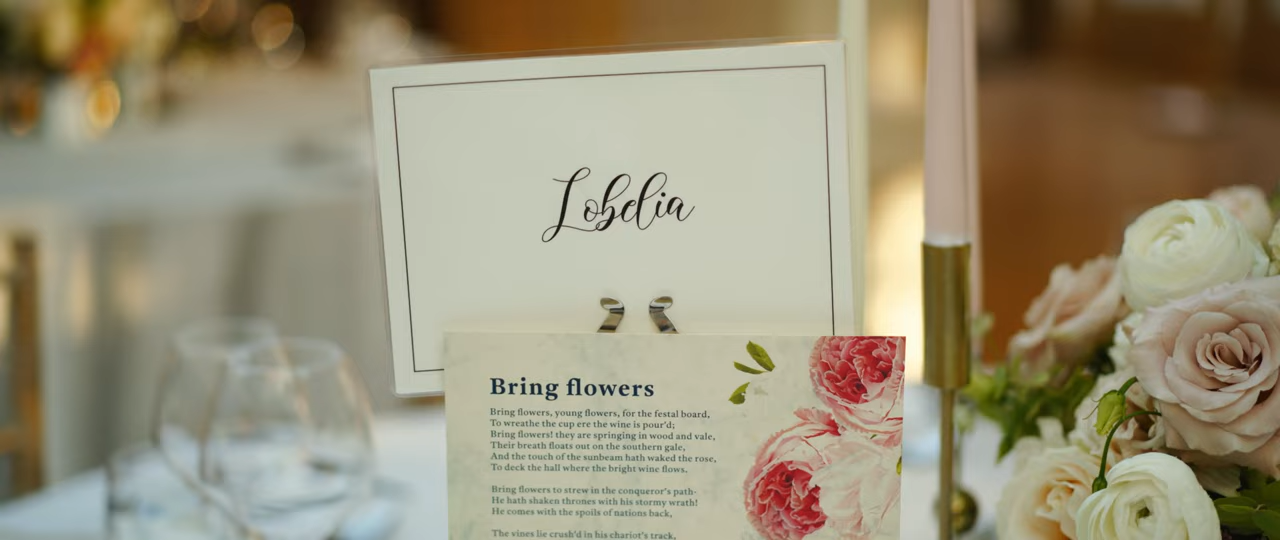 Lobelia
Bring flowers
Bring flowers, young flowers, for the festal board,
To wreathe the cup ere the wine is pour'd;
Bring flowers! they are springing in wood and vale,
Their breath floats out on the southern gale,
And the touch of the sunbeam hath waked the rose,
To deck the hall where the bright wine flows.
Bring flowers to strew in the conqueror's path-
He hath shaken thrones with his stormy wrath!
He comes with the spoils of nations back,
The vines lie crush'd in his chariot's track,